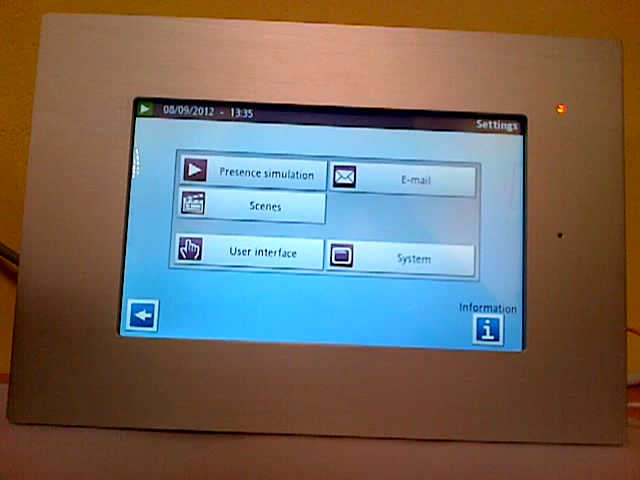 08/09/2012 - 13:35
Settings
Presence simulation
E-mail
Scenes
User interface
System
Information
i